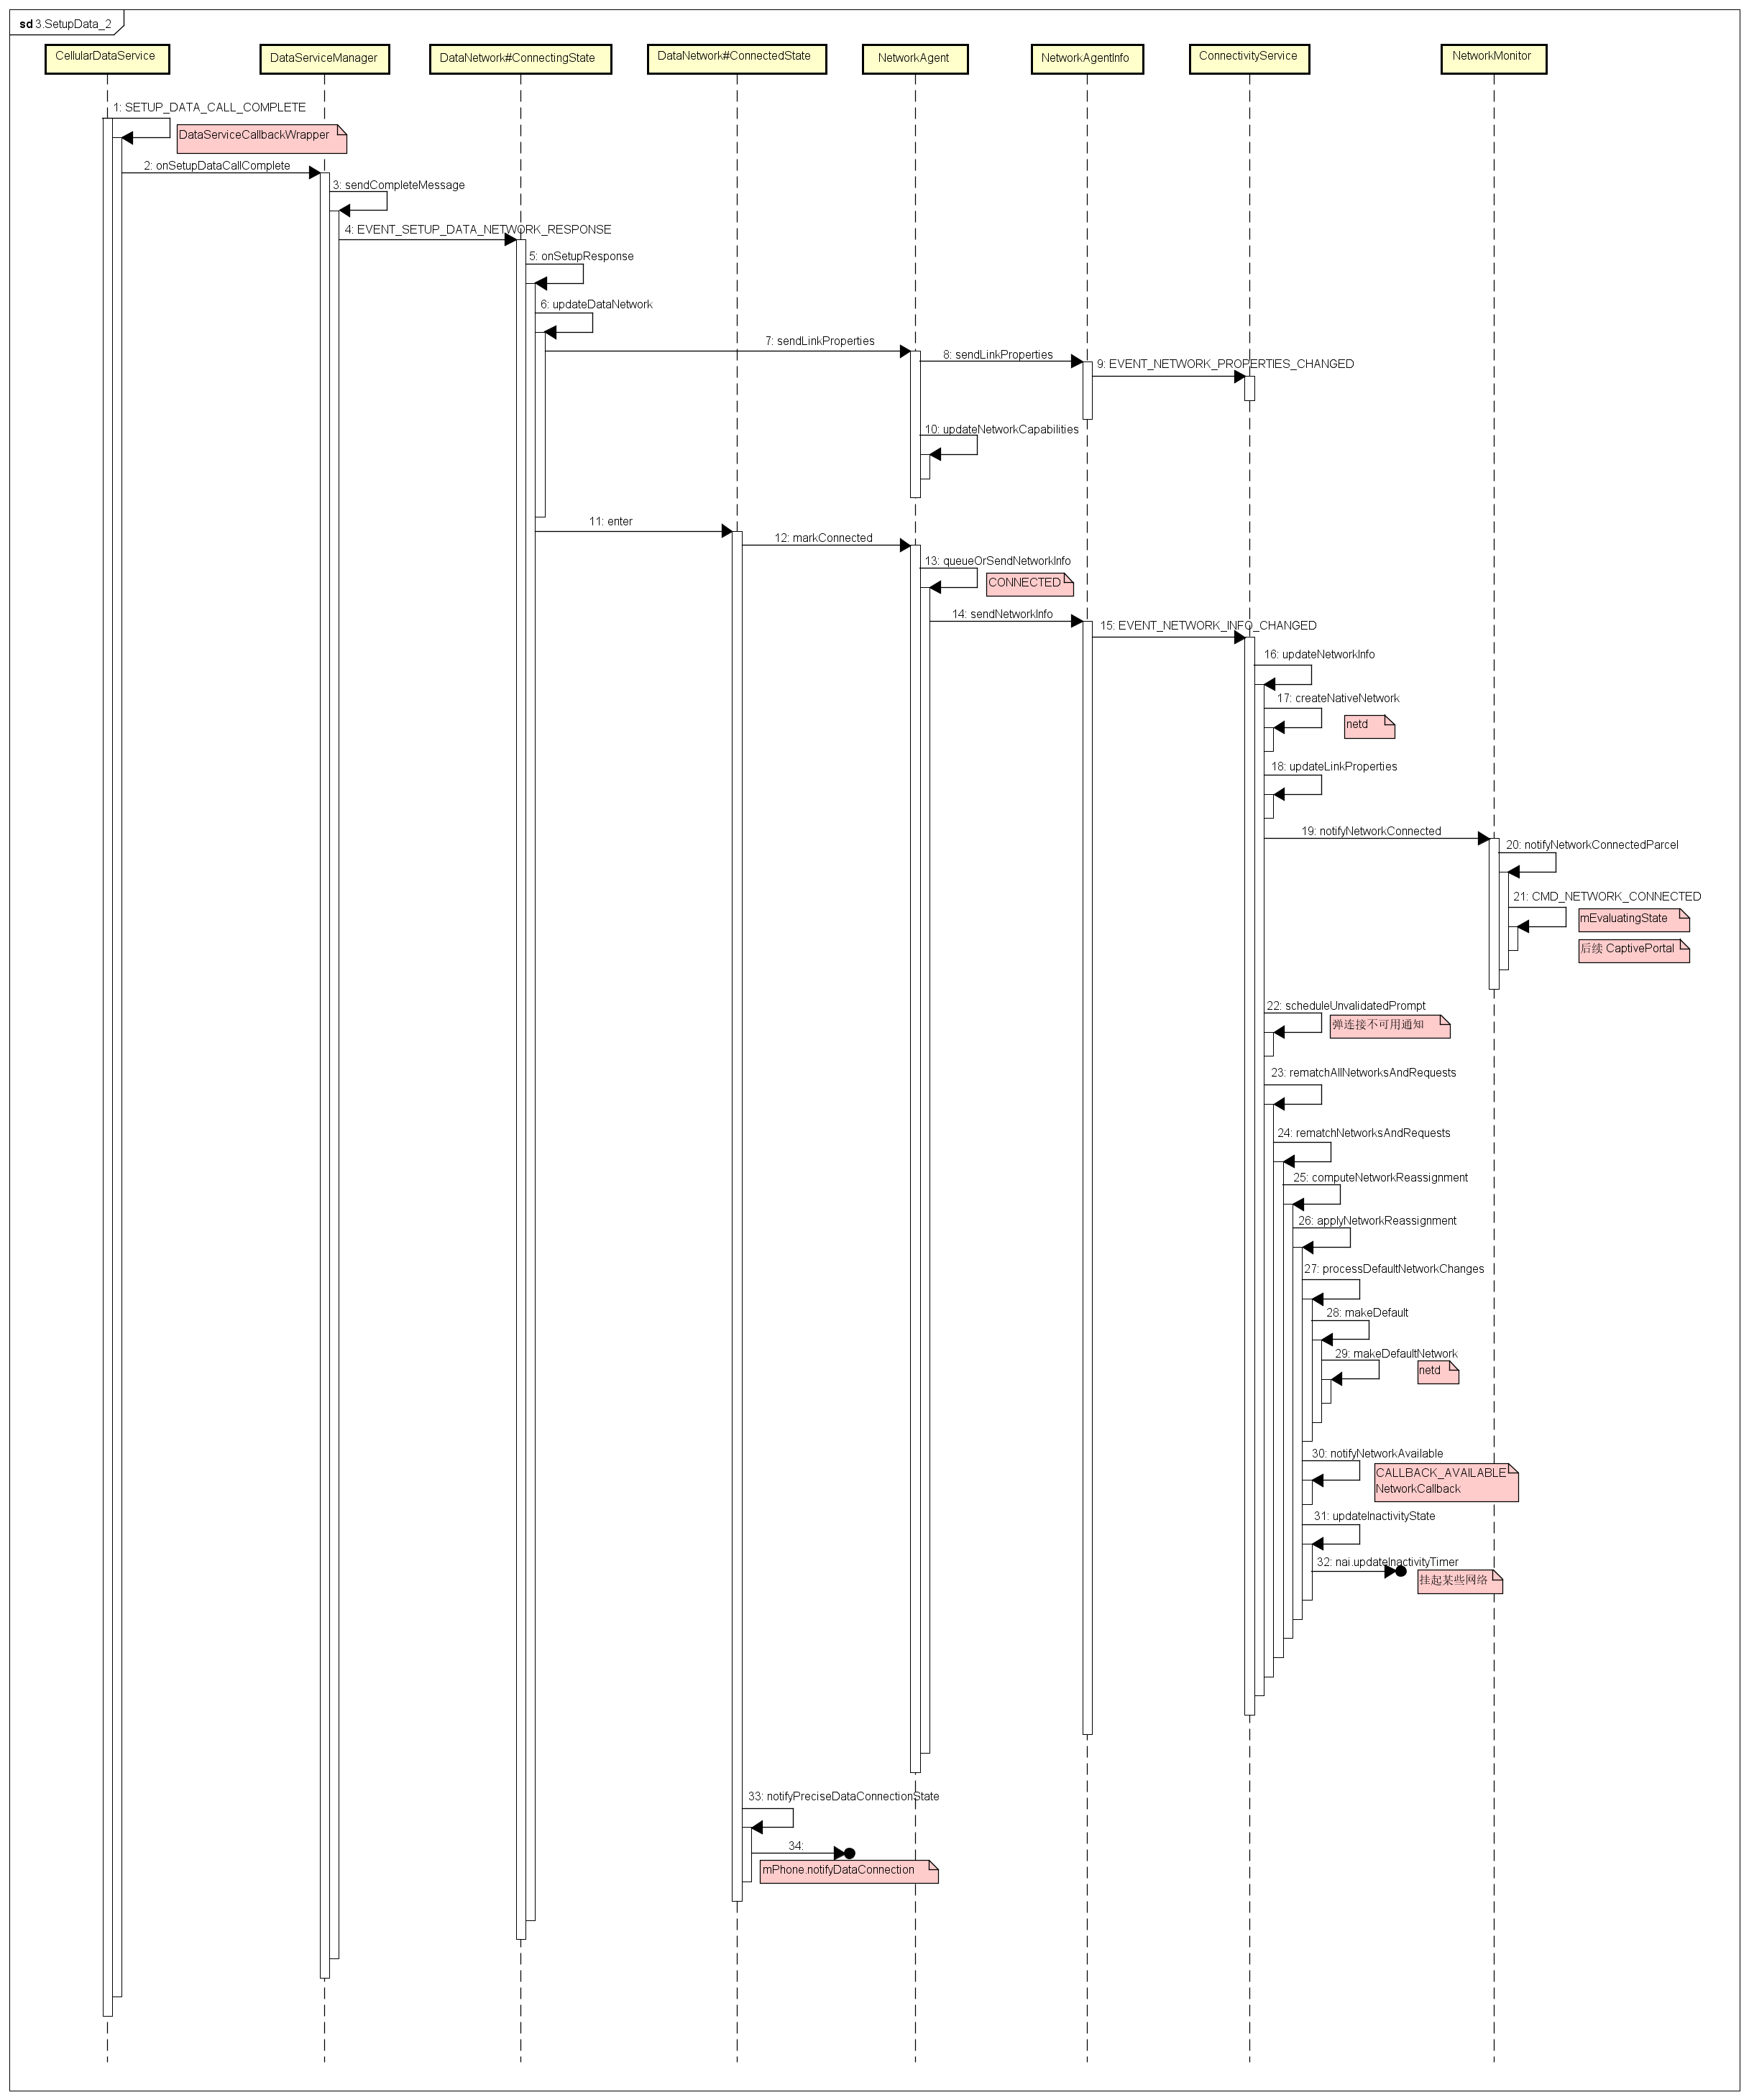 sd 3.SetupData_2
CellularDataService
DataServiceManager
DataNetwork#ConnectingState
DataNetwork#ConnectedState
NetworkAgent
NetworkAgentInfo
ConnectivityService
NetworkMonitor
1: SETUP_DATA_CALL_COMPLETE
DataServiceCallbackWrapper
2: onSetupDataCallComplete
3: sendCompleteMessage
4: EVENT_SETUP_DATA_NETWORK_RESPONSE
5: onSetupResponse
6: updateDataNetwork
7: sendLinkProperties
8: sendLinkProperties
9: EVENT_NETWORK_PROPERTIES_CHANGED
10: updateNetworkCapabilities
11: enter
12: markConnected
13: queueOrSendNetworkInfo
CONNECTED
14: sendNetworkInfo
15: EVENT_NETWORK_INFO_CHANGED
16: updateNetworkInfo
17: createNativeNetwork
netd
18: updateLinkProperties
19: notifyNetworkConnected
20: notifyNetworkConnectedParcel
21: CMD_NETWORK_CONNECTED
mEvaluatingState
后续 CaptivePortal
22: scheduleUnvalidatedPrompt
弹连接不可用通知
23: rematchAllNetworksAndRequests
24: rematchNetworksAndRequests
25: computeNetworkReassignment
26: applyNetworkReassignment
27: processDefaultNetworkChanges
28: makeDefault
29: makeDefaultNetwork
netd
30: notifyNetworkAvailable
CALLBACK_AVAILABLE
NetworkCallback
31: updateInactivityState
32: nai.updateInactivityTimer
挂起某些网络
33: notifyPreciseDataConnectionState
34:
mPhone.notifyDataConnection